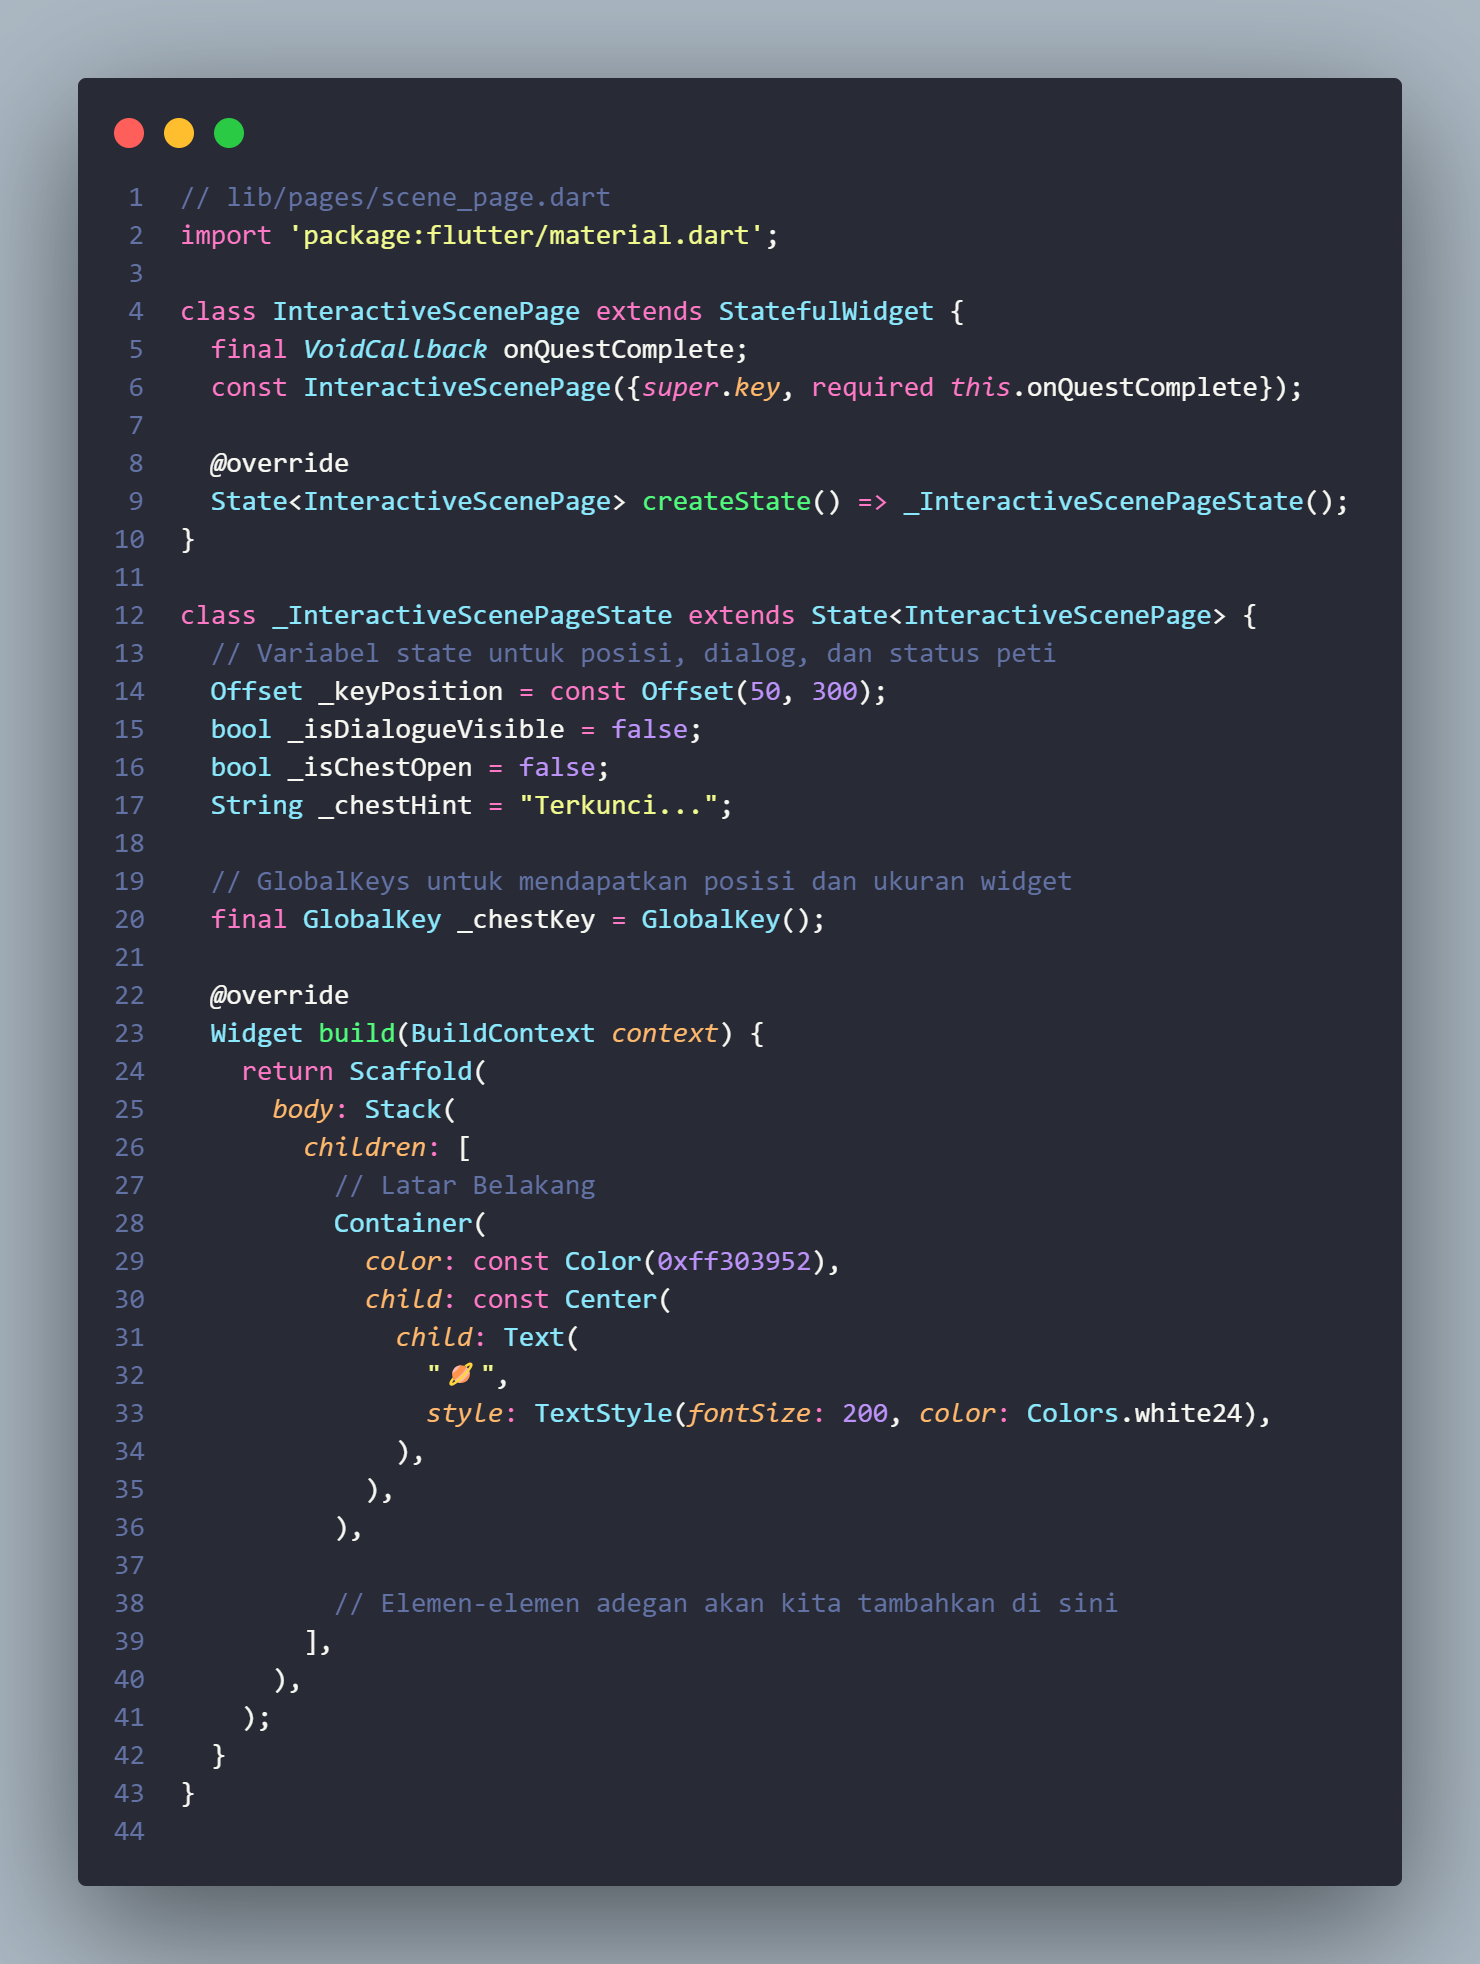 1 // lib/pages/scene_page.dart
2 import 'package:flutter/material.dart';
3
4 class InteractiveScenePage extends StatefulWidget {
5   final VoidCallback onQuestComplete;
6   const InteractiveScenePage({super.key, required this.onQuestComplete});
7
8   @override
9   State<InteractiveScenePage> createState() => _InteractiveScenePageState();
10 }
11
12 class _InteractiveScenePageState extends State<InteractiveScenePage> {
13   // Variabel state untuk posisi, dialog, dan status peti
14   Offset _keyPosition = const Offset(50, 300);
15   bool _isDialogueVisible = false;
16   bool _isChestOpen = false;
17   String _chestHint = "Terkunci...";
18
19   // GlobalKeys untuk mendapatkan posisi dan ukuran widget
20   final GlobalKey _chestKey = GlobalKey();
21
22   @override
23   Widget build(BuildContext context) {
24     return Scaffold(
25       body: Stack(
26         children: [
27           // Latar Belakang
28           Container(
29             color: const Color(0xff303952),
30             child: const Center(
31               child: Text(
32                 "🪐",
33                 style: TextStyle(fontSize: 200, color: Colors.white24),
34               ),
35             ),
36           ),
37
38           // Elemen-elemen adegan akan kita tambahkan di sini
39         ],
40       ),
41     );
42   }
43 }
44